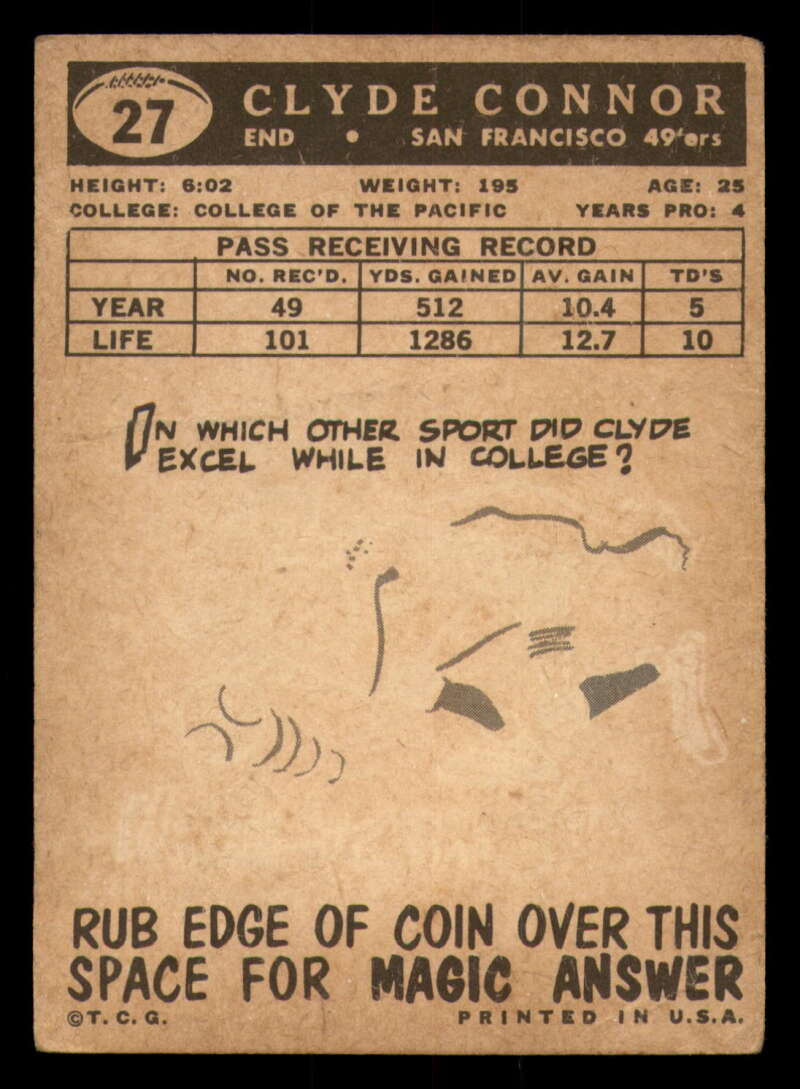 27
CLYDE CONNOR
END • SAN FRANCISCO 49'ers
HEIGHT: 6:02 WEIGHT: 195 AGE: 25
COLLEGE: COLLEGE OF THE PACIFIC YEARS PRO: 4
PASS RECEIVING RECORD
NO. REC'D. YDS. GAINED AV. GAIN TD'S
YEAR 49 512 10.4 5
LIFE 101 1286 12.7 10
IN WHICH OTHER SPORT DID CLYDE
EXCEL WHILE IN COLLEGE?
RUB EDGE OF COIN OVER THIS
SPACE FOR MAGIC ANSWER
©T. C. G. PRINTED IN U.S.A.